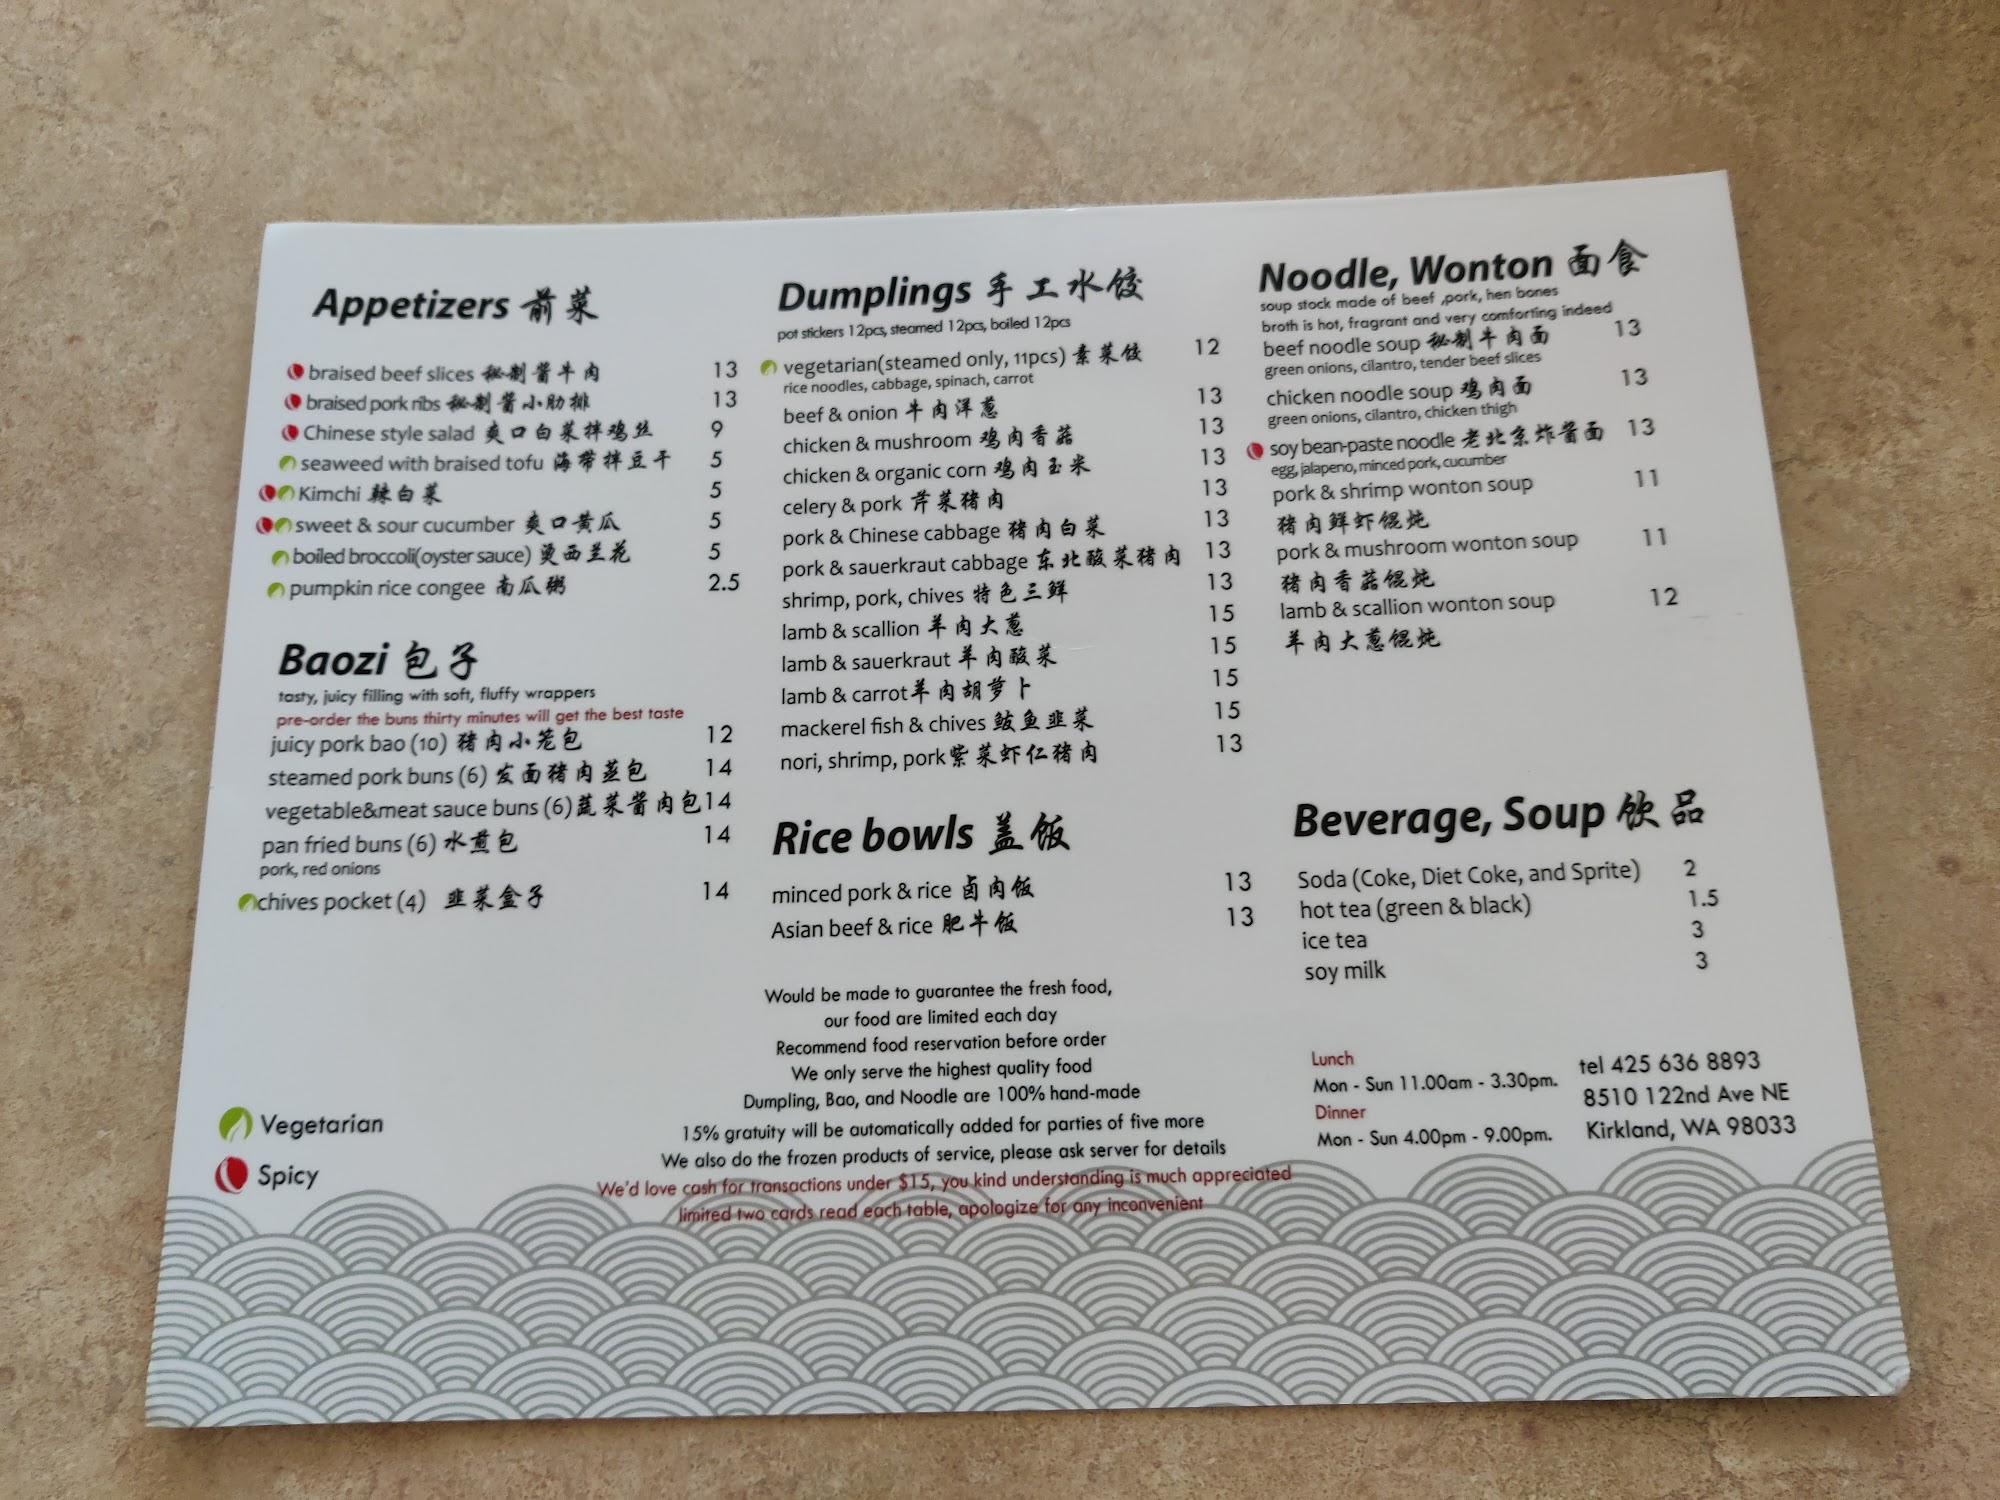 Appetizers 前菜
braised beef slices 秘制酱牛肉 13
braised pork ribs 秘制酱小肋排 13
Chinese style salad 爽口白菜拌鸡丝 9
seaweed with braised tofu 海带拌豆干 5
Kimchi 辣白菜 5
sweet & sour cucumber 爽口黄瓜 5
boiled broccoli(oyster sauce) 烫西兰花 5
pumpkin rice congee 南瓜粥 2.5
Baozi 包子
tasty, juicy filling with soft, fluffy wrappers
pre-order the buns thirty minutes will get the best taste
juicy pork bao (10) 猪肉小笼包 12
steamed pork buns (6) 发面猪肉蒸包 14
vegetable&meat sauce buns (6)蔬菜酱肉包 14
pan fried buns (6) 水煎包 14
pork, red onions
chives pocket (4) 韭菜盒子 14
Vegetarian
Spicy
Dumplings 手工水饺
pot stickers 12pcs, steamed 12pcs, boiled 12pcs
vegetarian(steamed only, 11pcs) 素菜饺 12
rice noodles, cabbage, spinach, carrot
beef & onion 牛肉洋葱 13
chicken & mushroom 鸡肉香菇 13
chicken & organic corn 鸡肉玉米 13
celery & pork 芹菜猪肉 13
pork & Chinese cabbage 猪肉白菜 13
pork & sauerkraut cabbage 东北酸菜猪肉 13
shrimp, pork, chives 特色三鲜 13
lamb & scallion 羊肉大葱 15
lamb & sauerkraut 羊肉酸菜 15
lamb & carrot羊肉胡萝卜 15
mackerel fish & chives 鲅鱼韭菜 15
nori, shrimp, pork紫菜虾仁猪肉 13
Rice bowls 盖饭
minced pork & rice 卤肉饭 13
Asian beef & rice 肥牛饭 13
Would be made to guarantee the fresh food,
our food are limited each day
Recommend food reservation before order
We only serve the highest quality food
Dumpling, Bao, and Noodle are 100% hand-made
15% gratuity will be automatically added for parties of five more
We also do the frozen products of service, please ask server for details
We'd love cash for transactions under $15, you kind understanding is much appreciated
limited two cards read each table, apologize for any inconvenient
Noodle, Wonton 面食
soup stock made of beef ,pork, hen bones
broth is hot, fragrant and very comforting indeed
beef noodle soup 秘制牛肉面 13
green onions, cilantro, tender beef slices
chicken noodle soup 鸡肉面 13
green onions, cilantro, chicken thigh
soy bean-paste noodle 老北京炸酱面 13
egg, jalapeno, minced pork, cucumber
pork & shrimp wonton soup 11
猪肉鲜虾馄炖
pork & mushroom wonton soup 11
猪肉香菇馄炖
lamb & scallion wonton soup 12
羊肉大葱馄炖
Beverage, Soup 饮品
Soda (Coke, Diet Coke, and Sprite) 2
hot tea (green & black) 1.5
ice tea 3
soy milk 3
Lunch
Mon - Sun 11.00am - 3.30pm.
Dinner
Mon - Sun 4.00pm - 9.00pm.
tel 425 636 8893
8510 122nd Ave NE
Kirkland, WA 98033